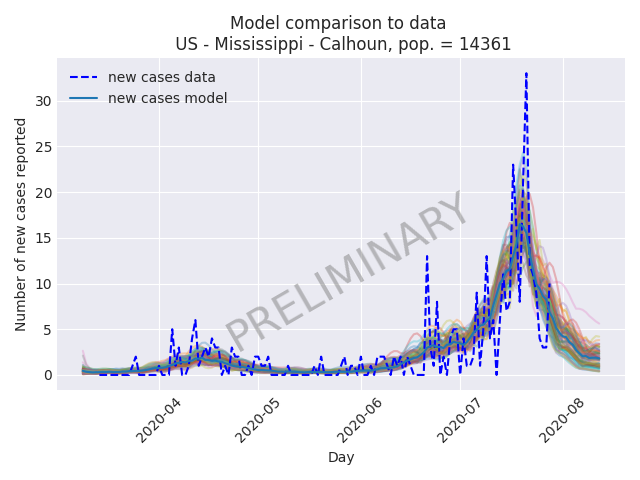 Model comparison to data
US - Mississippi - Calhoun, pop. = 14361
new cases data
new cases model
Number of new cases reported
30
25
20
15
10
5
0
PRELIMINARY
2020-04
2020-05
2020-06
2020-07
2020-08
Day